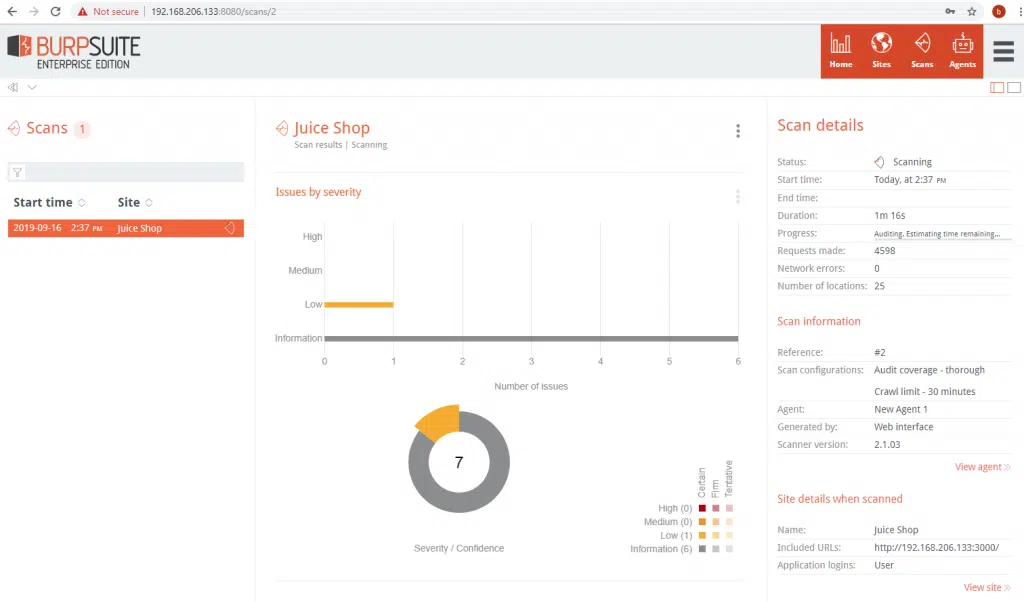 Not secure | 192.168.206.133:8080/scans/2
b
BURPSUITE
ENTERPRISE EDITION
Home Sites Scans Agents
Scans 1
Start time Site
2019-09-16 2:37 PM Juice Shop
Juice Shop
Scan results | Scanning
Issues by severity
High
Medium
Low
Information
0 1 2 3 4 5 6
Number of issues
7
Severity / Confidence
Certain
Firm
Tentative
High (0)
Medium (0)
Low (1)
Information (6)
Scan details
Status: Scanning
Start time: Today, at 2:37 PM
End time:
Duration: 1m 16s
Progress: Auditing. Estimating time remaining...
Requests made: 4598
Network errors: 0
Number of locations: 25
Scan information
Reference: #2
Scan configurations: Audit coverage - thorough
Crawl limit - 30 minutes
Agent: New Agent 1
Generated by: Web interface
Scanner version: 2.1.03
View agent
Site details when scanned
Name: Juice Shop
Included URLs: http://192.168.206.133:3000/
Application logins: User
View site